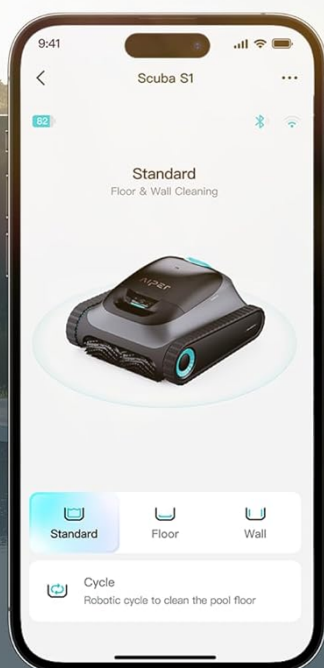 9:41
Scuba S1
82
Standard
Floor & Wall Cleaning
AIPER
Standard
Floor
Wall
Cycle
Robotic cycle to clean the pool floor